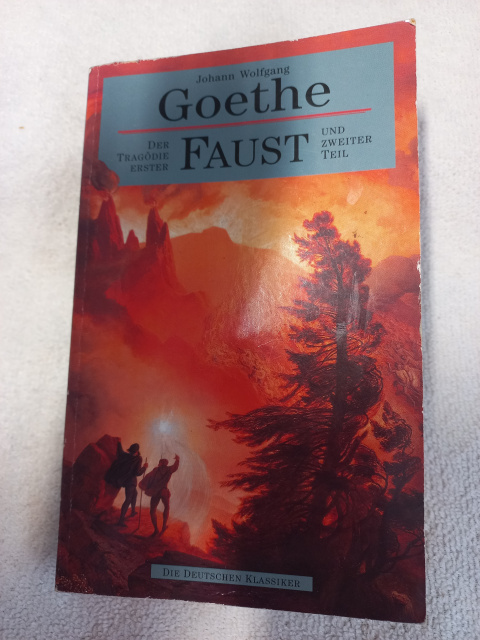 Johann Wolfgang
Goethe
DER
TRAGÖDIE
ERSTER
FAUST
UND
ZWEITER
TEIL
DIE DEUTSCHEN KLASSIKER